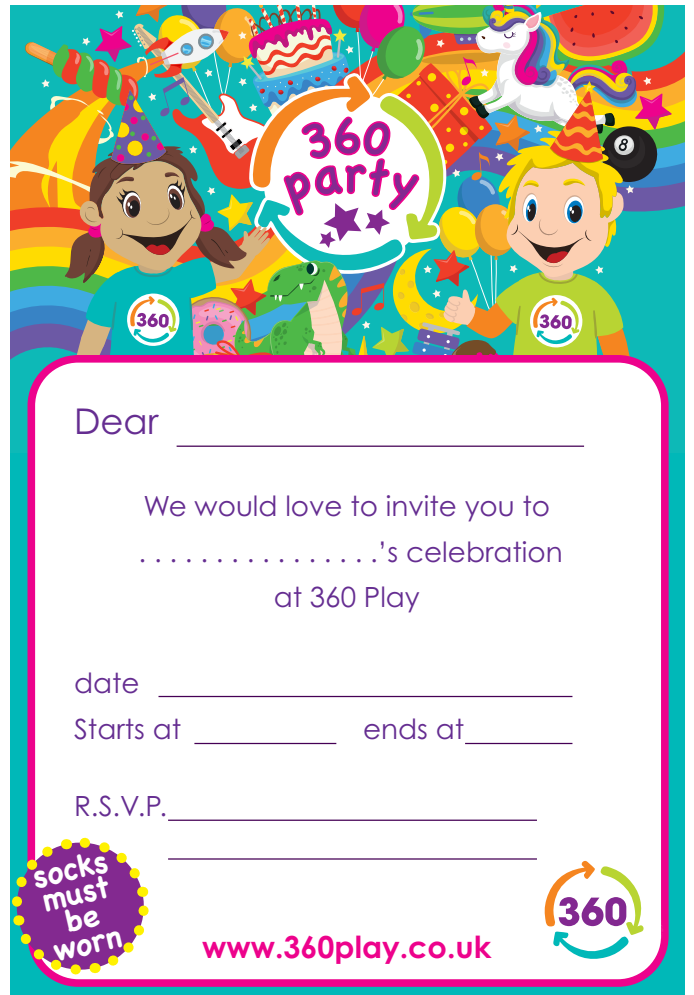 360
party
8
360
360
Dear
We would love to invite you to
. . . . . . . . . . . . . . . .’s celebration
at 360 Play
date
Starts at ends at
R.S.V.P.
socks
must
be
worn
360
www.360play.co.uk